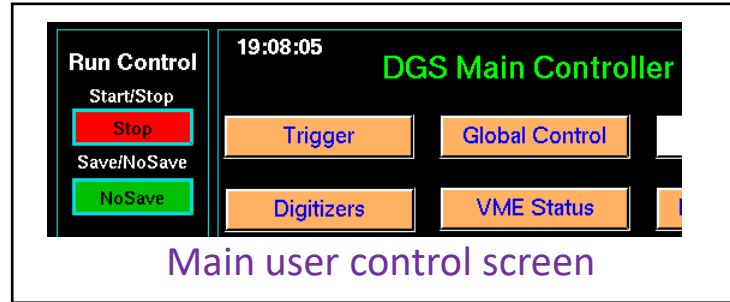 Run Control
Start/Stop
Stop
Save/NoSave
NoSave
19:08:05
DGS Main Controller
Trigger
Global Control
Digitizers
VME Status
Main user control screen